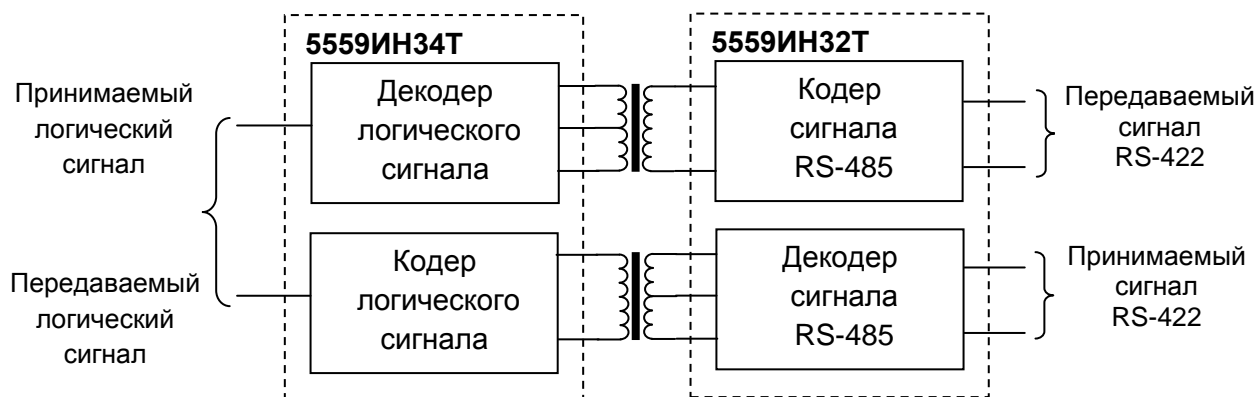 5559ИН34Т
5559ИН32Т
Принимаемый
логический
сигнал
Декодер
логического
сигнала
Кодер
сигнала
RS-485
Передаваемый
сигнал
RS-422
Передаваемый
логический
сигнал
Кодер
логического
сигнала
Декодер
сигнала
RS-485
Принимаемый
сигнал
RS-422